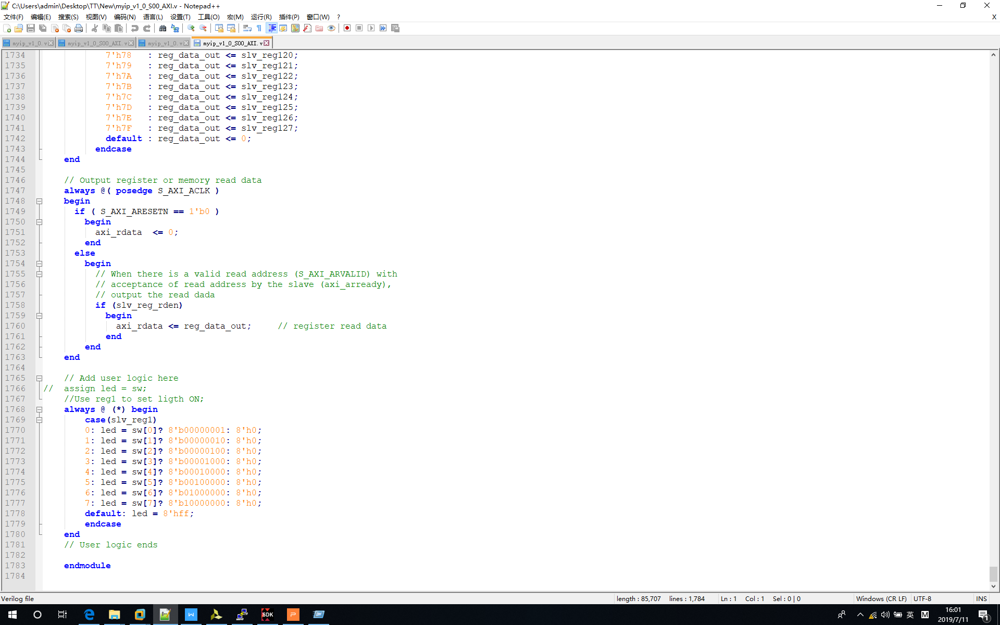 C:\Users\admin\Desktop\TT\New\myip_v1_0_S00_AXI.v - Notepad++
文件(F) 编辑(E) 搜索(S) 视图(V) 编码(N) 语言(L) 设置(T) 工具(O) 宏(M) 运行(R) 插件(P) 窗口(W) ? X
myip_v1_0.v myip_v1_0_S00_AXI.v myip_v1_0.v myip_v1_0_S00_AXI.v
1734 7'h78 : reg_data_out <= slv_reg120;
1735 7'h79 : reg_data_out <= slv_reg121;
1736 7'h7A : reg_data_out <= slv_reg122;
1737 7'h7B : reg_data_out <= slv_reg123;
1738 7'h7C : reg_data_out <= slv_reg124;
1739 7'h7D : reg_data_out <= slv_reg125;
1740 7'h7E : reg_data_out <= slv_reg126;
1741 7'h7F : reg_data_out <= slv_reg127;
1742 default : reg_data_out <= 0;
1743 endcase
1744 end
1745
1746 // Output register or memory read data
1747 always @( posedge S_AXI_ACLK )
1748 begin
1749 if ( S_AXI_ARESETN == 1'b0 )
1750 begin
1751 axi_rdata <= 0;
1752 end
1753 else
1754 begin
1755 // When there is a valid read address (S_AXI_ARVALID) with
1756 // acceptance of read address by the slave (axi_arready),
1757 // output the read dada
1758 if (slv_reg_rden)
1759 begin
1760 axi_rdata <= reg_data_out; // register read data
1761 end
1762 end
1763 end
1764
1765 // Add user logic here
1766 // assign led = sw;
1767 //Use reg1 to set ligth ON;
1768 always @ (*) begin
1769 case(slv_reg1)
1770 0: led = sw[0]? 8'b00000001: 8'h0;
1771 1: led = sw[1]? 8'b00000010: 8'h0;
1772 2: led = sw[2]? 8'b00000100: 8'h0;
1773 3: led = sw[3]? 8'b00001000: 8'h0;
1774 4: led = sw[4]? 8'b00010000: 8'h0;
1775 5: led = sw[5]? 8'b00100000: 8'h0;
1776 6: led = sw[6]? 8'b01000000: 8'h0;
1777 7: led = sw[7]? 8'b10000000: 8'h0;
1778 default: led = 8'hff;
1779 endcase
1780 end
1781 // User logic ends
1782
1783 endmodule
1784
Verilog file length : 85,707 lines : 1,784 Ln : 1 Col : 1 Sel : 0 | 0 Windows (CR LF) UTF-8 INS
SDK 英 M 16:01
2019/7/11 1